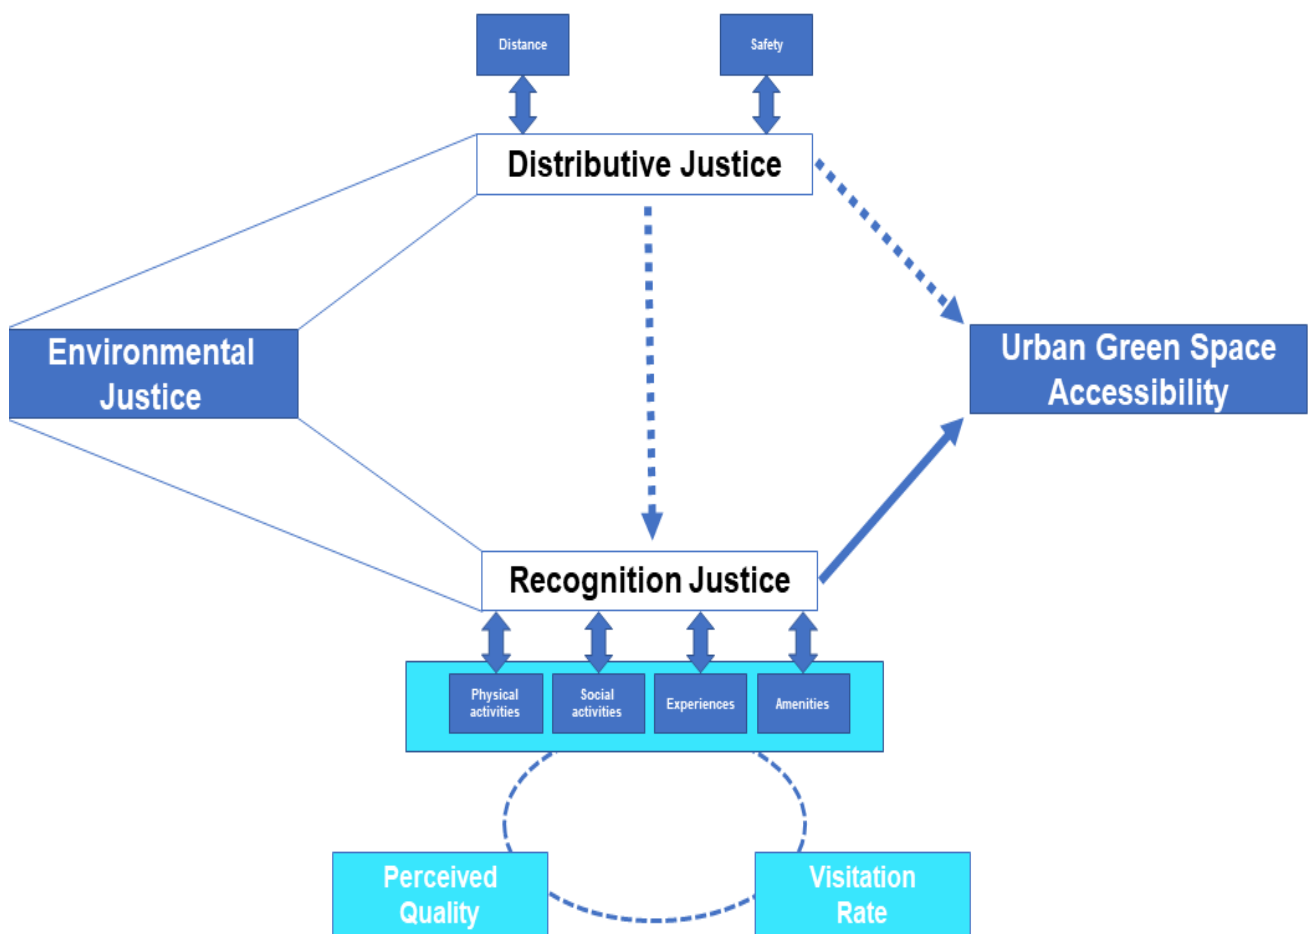 Distance
Safety
Distributive Justice
Environmental
Justice
Urban Green Space
Accessibility
Recognition Justice
Physical
activities
Social
activities
Experiences
Amenities
Perceived
Quality
Visitation
Rate